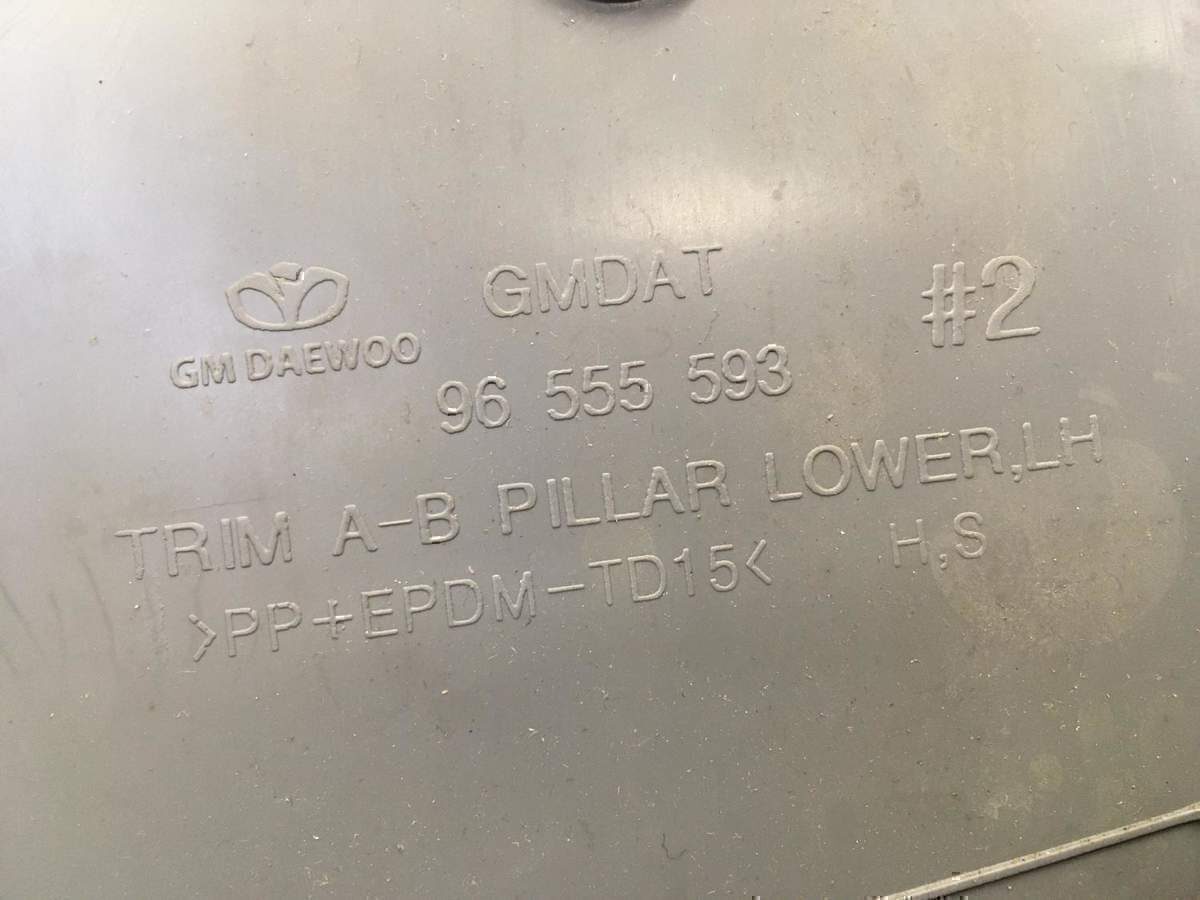 GMDAT
#2
GM DAEWOO
96 555 593
TRIM A-B PILLAR LOWER,LH
>PP+EPDM-TD15<
H,S